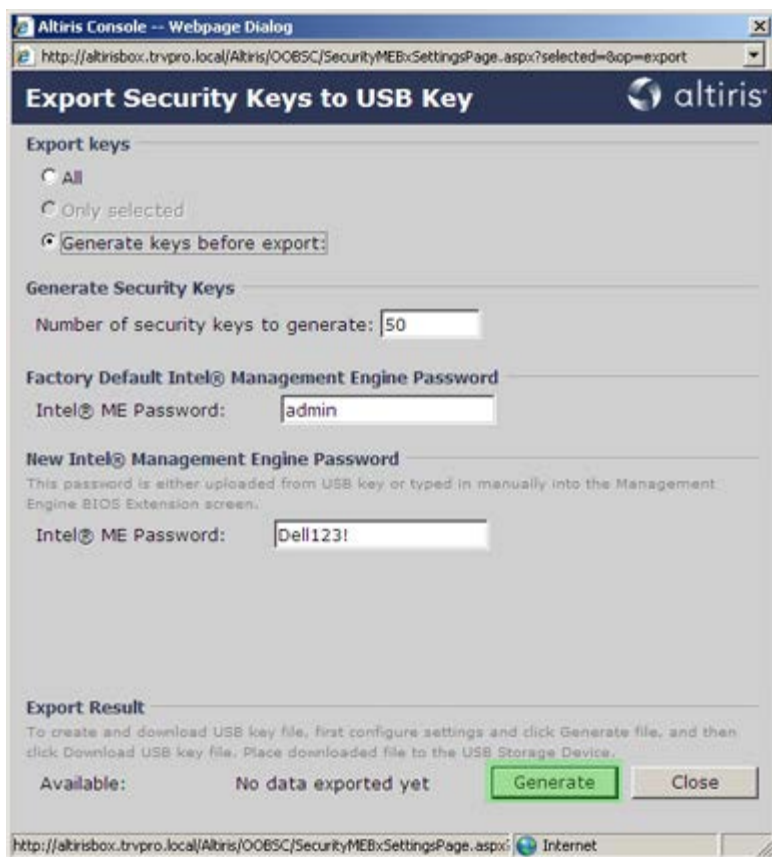 Altiris Console -- Webpage Dialog
http://altirisbox.trvpro.local/Altiris/OOBSC/SecurityMEBxSettingsPage.aspx?selected=&op=export
Export Security Keys to USB Key
altiris
Export keys
All
Only selected
Generate keys before export:
Generate Security Keys
Number of security keys to generate: 50
Factory Default Intel® Management Engine Password
Intel® ME Password: admin
New Intel® Management Engine Password
This password is either uploaded from USB key or typed in manually into the Management
Engine BIOS Extension screen.
Intel® ME Password: Dell123!
Export Result
To create and download USB key file, first configure settings and click Generate file, and then
click Download USB key file. Place downloaded file to the USB Storage Device.
Available: No data exported yet Generate Close
http://altirisbox.trvpro.local/Altiris/OOBSC/SecurityMEBxSettingsPage.aspx? Internet